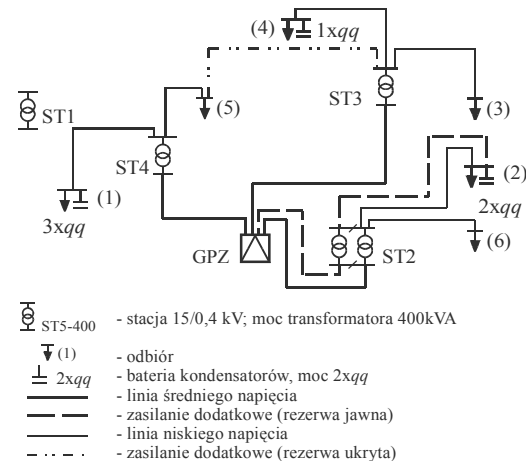 (4)
1xqq
ST1
(5)
ST3
(3)
ST4
(1)
3xqq
(2)
2xqq
GPZ
ST2
(6)
ST5-400 - stacja 15/0,4 kV; moc transformatora 400kVA
(1) - odbiór
2xqq - bateria kondensatorów, moc 2xqq
- linia średniego napięcia
- zasilanie dodatkowe (rezerwa jawna)
- linia niskiego napięcia
- zasilanie dodatkowe (rezerwa ukryta)